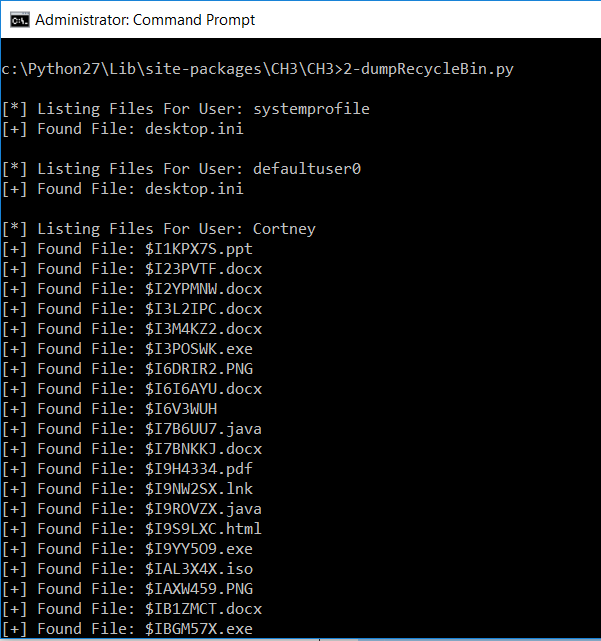 Administrator: Command Prompt
c:\Python27\Lib\site-packages\CH3\CH3>2-dumpRecycleBin.py
[*] Listing Files For User: systemprofile
[+] Found File: desktop.ini
[*] Listing Files For User: defaultuser0
[+] Found File: desktop.ini
[*] Listing Files For User: Cortney
[+] Found File: $I1KPX7S.ppt
[+] Found File: $I23PVTF.docx
[+] Found File: $I2YPMNW.docx
[+] Found File: $I3L2IPC.docx
[+] Found File: $I3M4KZ2.docx
[+] Found File: $I3POSWK.exe
[+] Found File: $I6DRIR2.PNG
[+] Found File: $I6I6AYU.docx
[+] Found File: $I6V3WUH
[+] Found File: $I7B6UU7.java
[+] Found File: $I7BNKKJ.docx
[+] Found File: $I9H4334.pdf
[+] Found File: $I9NW2SX.lnk
[+] Found File: $I9ROVZX.java
[+] Found File: $I9S9LXC.html
[+] Found File: $I9YY5O9.exe
[+] Found File: $IAL3X4X.iso
[+] Found File: $IAXW459.PNG
[+] Found File: $IB1ZMCT.docx
[+] Found File: $IBGM57X.exe